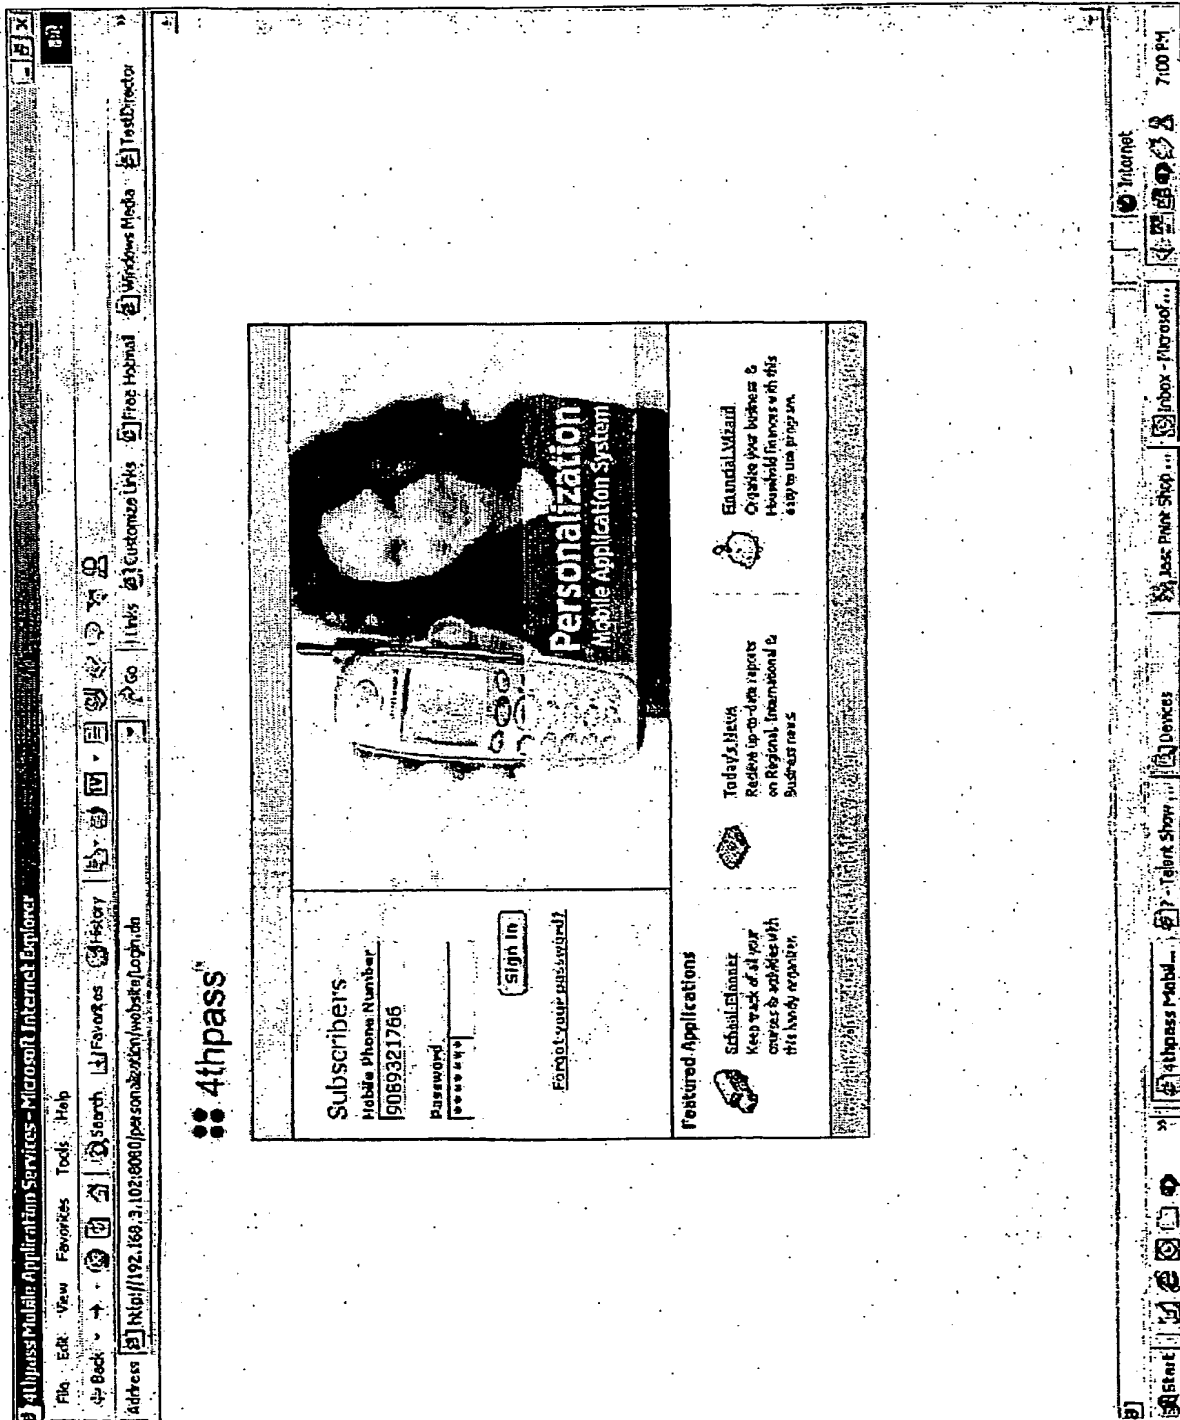 4thpass Mobile Application Services - Microsoft Internet Explorer
File Edit View Favorites Tools Help
Back Search Favorites History
Address http://192.168.3.102:8080/personalization/website/Login.do Go Links Customize Links Free Hotmail Windows Media TestDirector
4thpass
Subscribers
Mobile Phone Number
9089321766
Password
*******
Sign In
Forgot your password?
Personalization
Mobile Application System
Featured Applications
School Planner
Keep track of all your
courses & activities with
this handy organizer.
Today's News
Recieve up-to-date reports
on Regional, International &
Business news.
Financial Wizard
Organize your business &
Household finances with this
easy to use program.
Internet
Start » 4thpass Mobil... ? - Talent Show ... Devices Jasc Paint Shop ... Inbox - Microsof... 7:00 PM